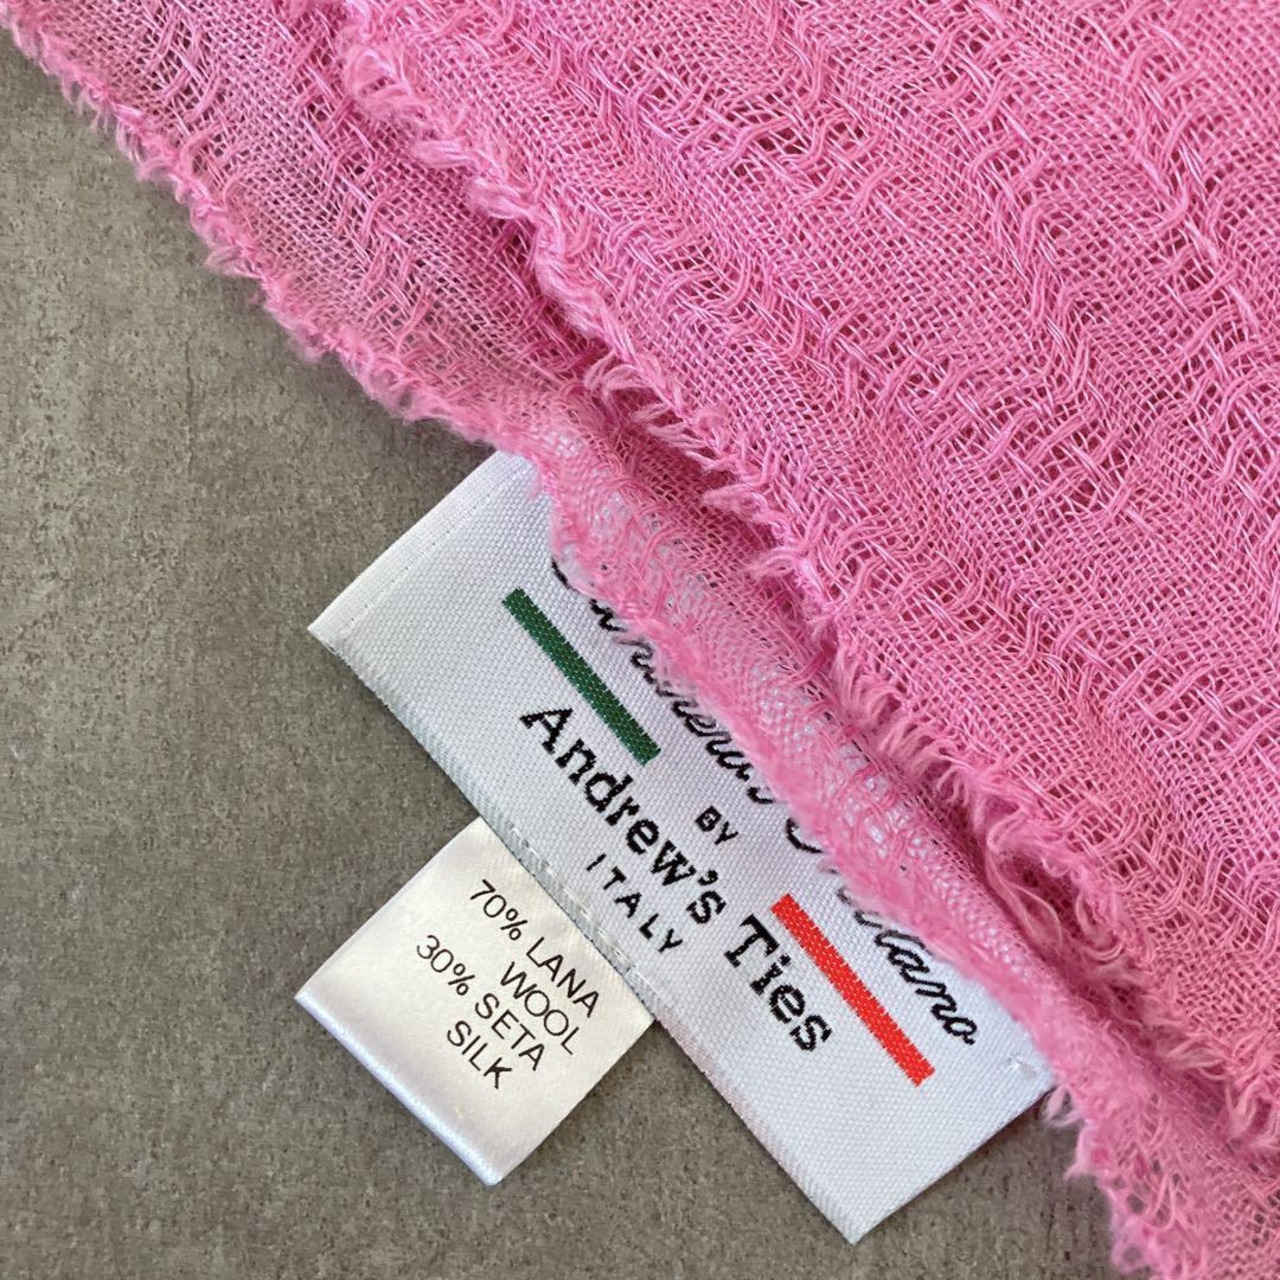 BY
Andrew's Ties
ITALY
70% LANA
WOOL
30% SETA
SILK